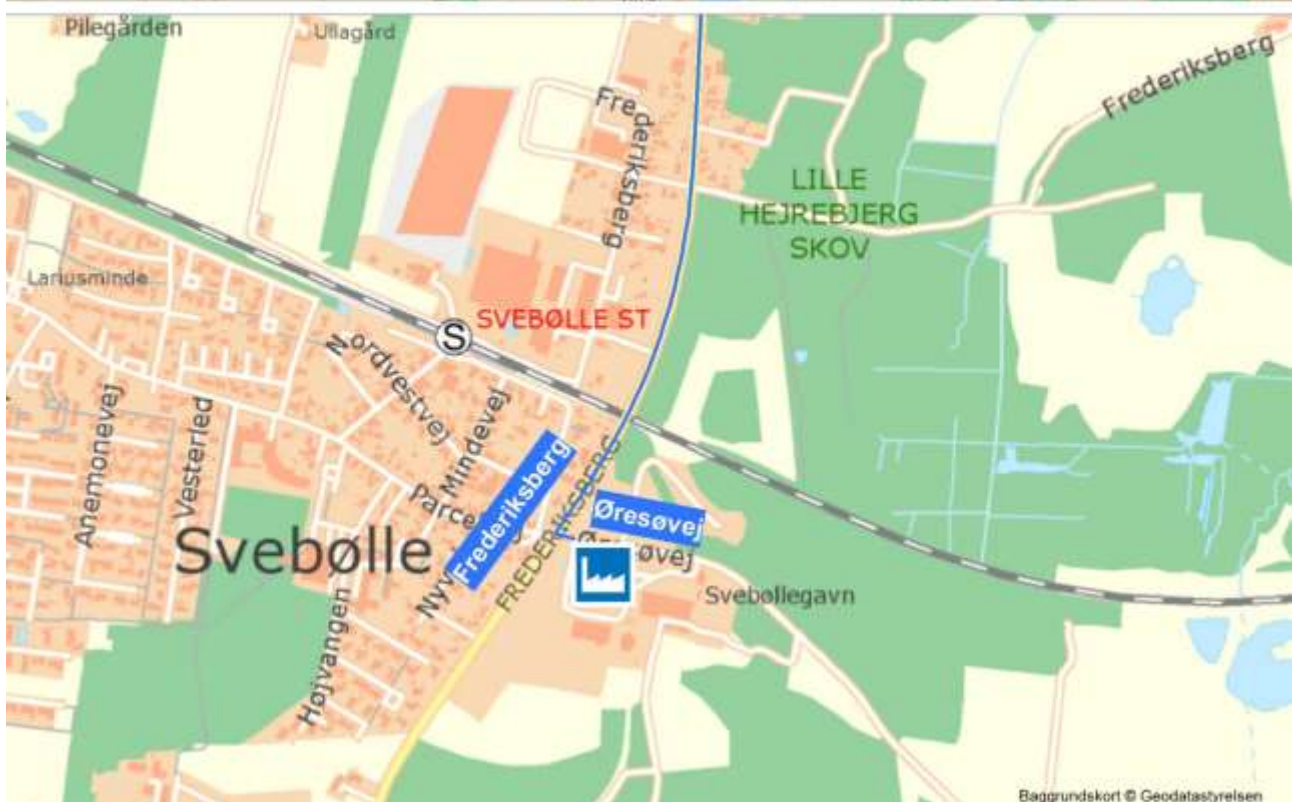 Pilegården
Ullagård
Frederiksberg
Frederiksberg
LILLE
HEJREBJERG
SKOV
Lariusminde
SVEBØLLE ST
S
Nordvestvej
Mindevej
Anemonevej
Vesterled
Frederiksberg
FREDERIKSBERG
Øresøvej
Øresøvej
Svebølle
Svebøllegavn
Højvangen
Baggrundskort © Geodatastyrelsen